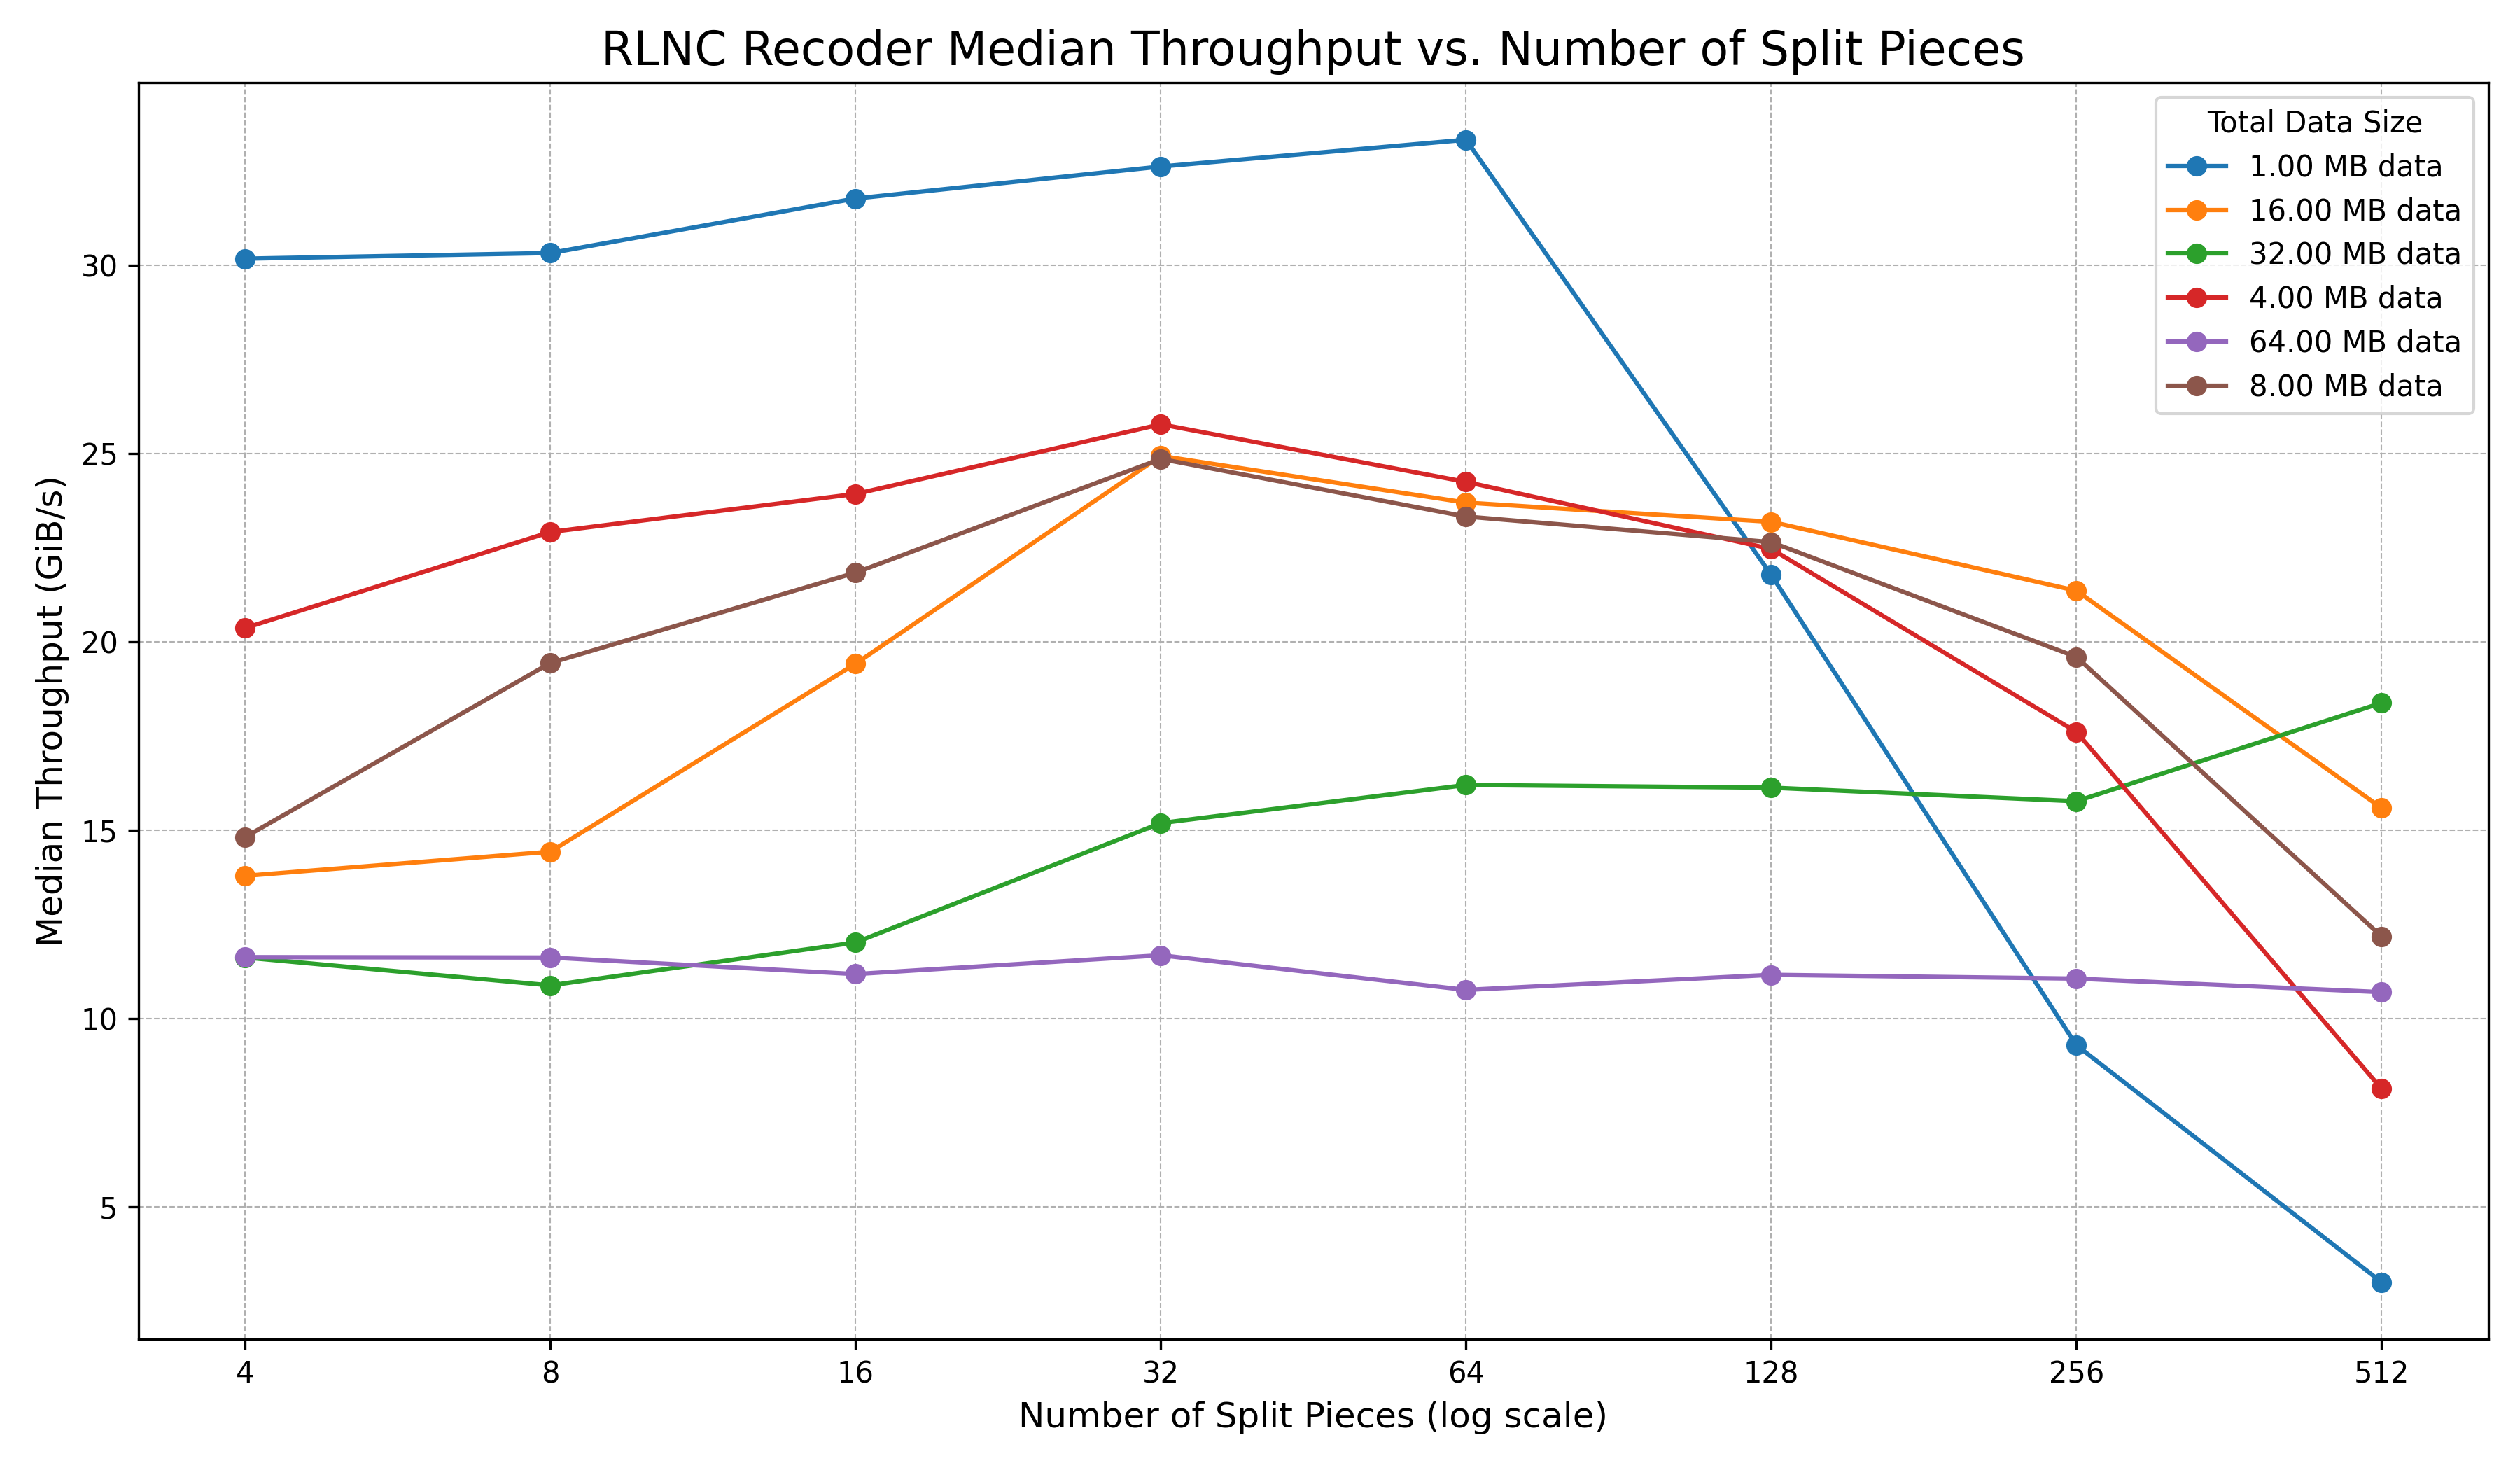 RLNC Recoder Median Throughput vs. Number of Split Pieces
Median Throughput (GiB/s)
30
25
20
15
10
5
Total Data Size
1.00 MB data
16.00 MB data
32.00 MB data
4.00 MB data
64.00 MB data
8.00 MB data
4 8 16 32 64 128 256 512
Number of Split Pieces (log scale)